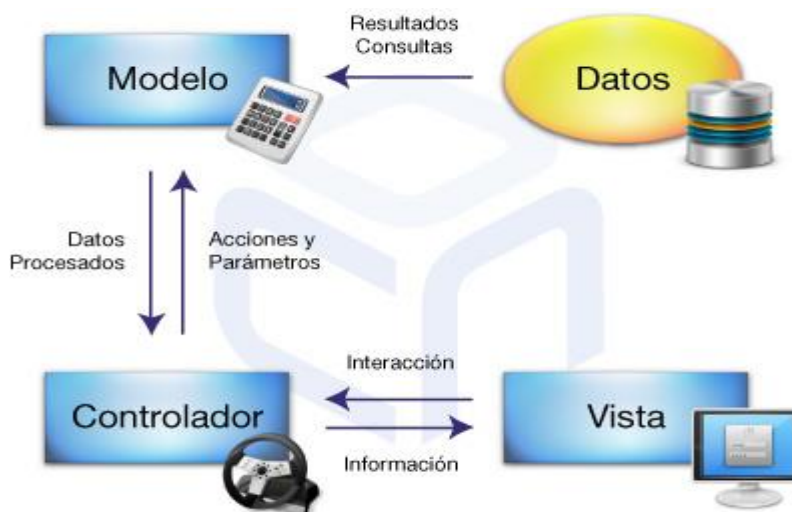 Resultados
Consultas
Modelo
Datos
Datos
Procesados
Acciones y
Parámetros
Interacción
Controlador
Vista
Información